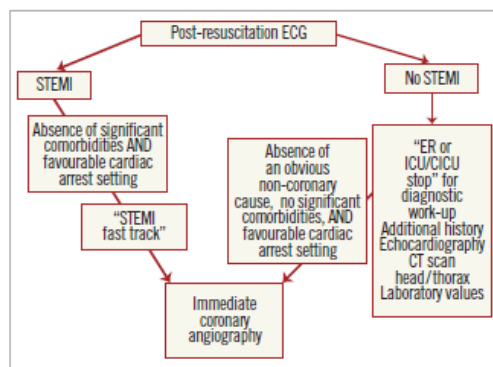 Post-resuscitation ECG
STEMI
No STEMI
Absence of significant
comorbidities AND
favourable cardiac
arrest setting
"STEMI
fast track"
Absence of
an obvious
non-coronary
cause, no significant
comorbidities, AND
favourable cardiac
arrest setting
"ER or
ICU/CICU
stop" for
diagnostic
work-up
Additional history
Echocardiography
CT scan
head/thorax
Laboratory values
Immediate
coronary
angiography